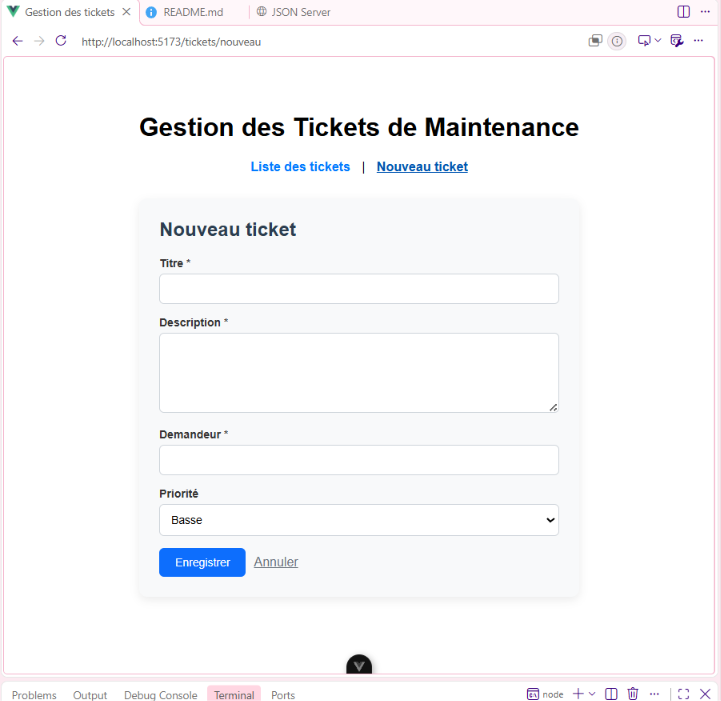 Gestion des tickets
README.md
JSON Server
http://localhost:5173/tickets/nouveau
Gestion des Tickets de Maintenance
Liste des tickets | Nouveau ticket
Nouveau ticket
Titre *
Description *
Demandeur *
Priorité
Basse
Enregistrer Annuler
Problems Output Debug Console Terminal Ports node